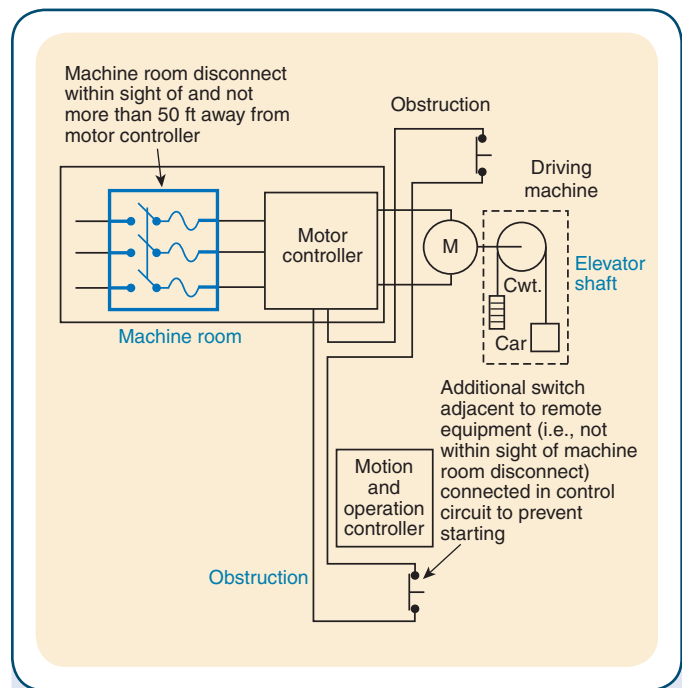 Machine room disconnect
within sight of and not
more than 50 ft away from
motor controller
Obstruction
Driving
machine
Motor
controller
M
Elevator
shaft
Cwt.
Car
Machine room
Additional switch
adjacent to remote
equipment (i.e., not
within sight of machine
room disconnect)
connected in control
circuit to prevent
starting
Motion
and
operation
controller
Obstruction